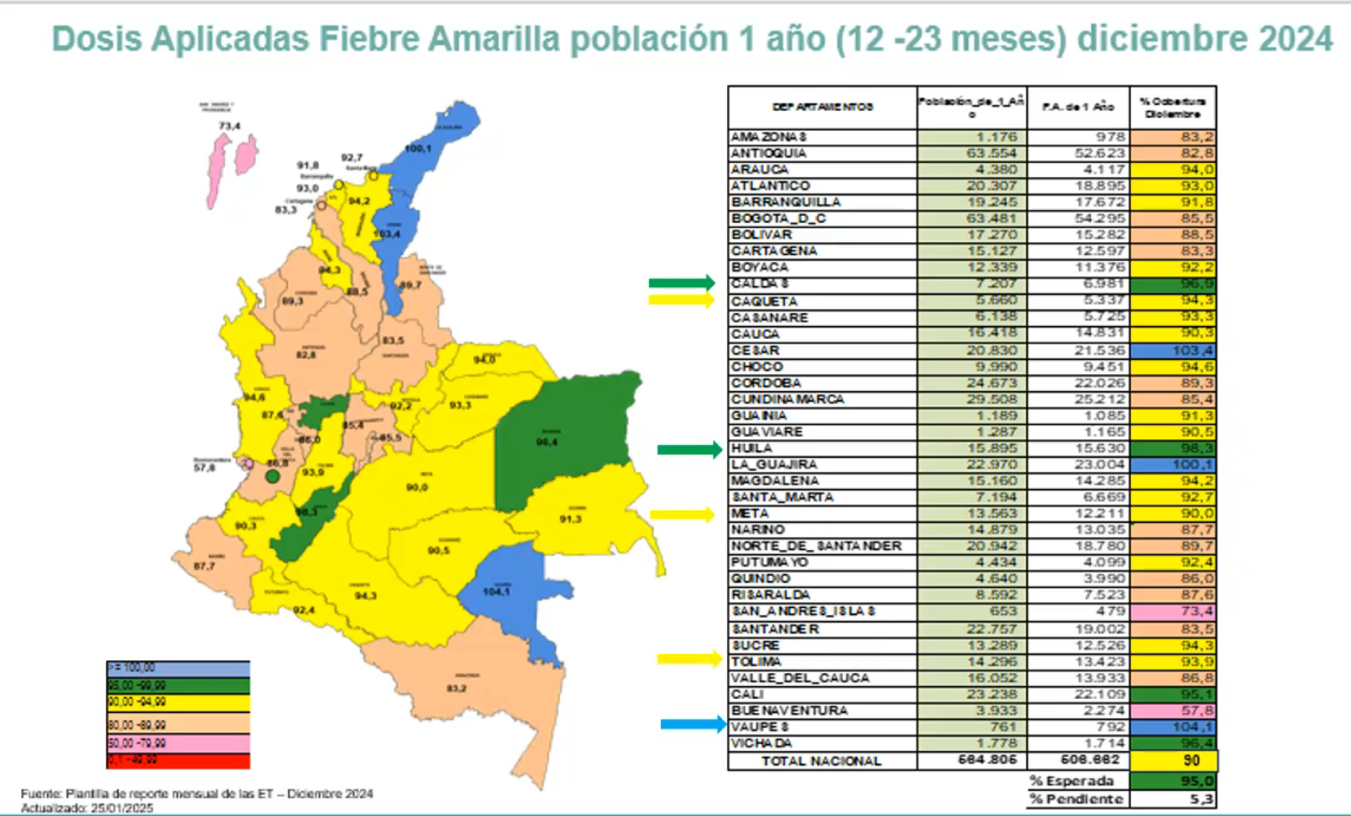 Dosis Aplicadas Fiebre Amarilla población 1 año (12 -23 meses) diciembre 2024
73,4
100,1
92,7
91,8
93,0
83,3
94,2
103,4
94,3
88,5
89,7
89,3
82,8
83,5
94,0
94,6
87,6
92,2
93,3
85,4
85,5
86,0
86,8
57,8
93,9
96,4
90,0
98,3
90,3
90,5
91,3
87,7
104,1
94,3
92,4
83,2
>= 100,00
95,00 -99,99
90,00 -94,99
80,00 -89,99
50,00 -79,99
0,1 -49,99
DEPARTAMENTOS Población_de_1_Añ o F.A. de 1 Año % Cobertura Diciembre
AMAZONAS 1.176 978 83,2
ANTIOQUIA 63.554 52.623 82,8
ARAUCA 4.380 4.117 94,0
ATLANTICO 20.307 18.895 93,0
BARRANQUILLA 19.245 17.672 91,8
BOGOTA_D_C 63.481 54.295 85,5
BOLIVAR 17.270 15.282 88,5
CARTAGENA 15.127 12.597 83,3
BOYACA 12.339 11.376 92,2
CALDAS 7.207 6.981 96,9
CAQUETA 5.660 5.337 94,3
CASANARE 6.138 5.725 93,3
CAUCA 16.418 14.831 90,3
CESAR 20.830 21.536 103,4
CHOCO 9.990 9.451 94,6
CORDOBA 24.673 22.026 89,3
CUNDINAMARCA 29.508 25.212 85,4
GUAINIA 1.189 1.085 91,3
GUAVIARE 1.287 1.165 90,5
HUILA 15.895 15.630 98,3
LA_GUAJIRA 22.970 23.004 100,1
MAGDALENA 15.160 14.285 94,2
SANTA_MARTA 7.194 6.669 92,7
META 13.563 12.211 90,0
NARINO 14.879 13.035 87,7
NORTE_DE_SANTANDER 20.942 18.780 89,7
PUTUMAYO 4.434 4.099 92,4
QUINDIO 4.640 3.990 86,0
RISARALDA 8.592 7.523 87,6
SAN_ANDRES_ISLAS 653 479 73,4
SANTANDER 22.757 19.002 83,5
SUCRE 13.289 12.526 94,3
TOLIMA 14.296 13.423 93,9
VALLE_DEL_CAUCA 16.052 13.933 86,8
CALI 23.238 22.109 95,1
BUENAVENTURA 3.933 2.274 57,8
VAUPES 761 792 104,1
VICHADA 1.778 1.714 96,4
TOTAL NACIONAL 564.805 506.662 90
% Esperada 95,0
% Pendiente 5,3
Fuente: Plantilla de reporte mensual de las ET – Diciembre 2024
Actualizado: 25/01/2025